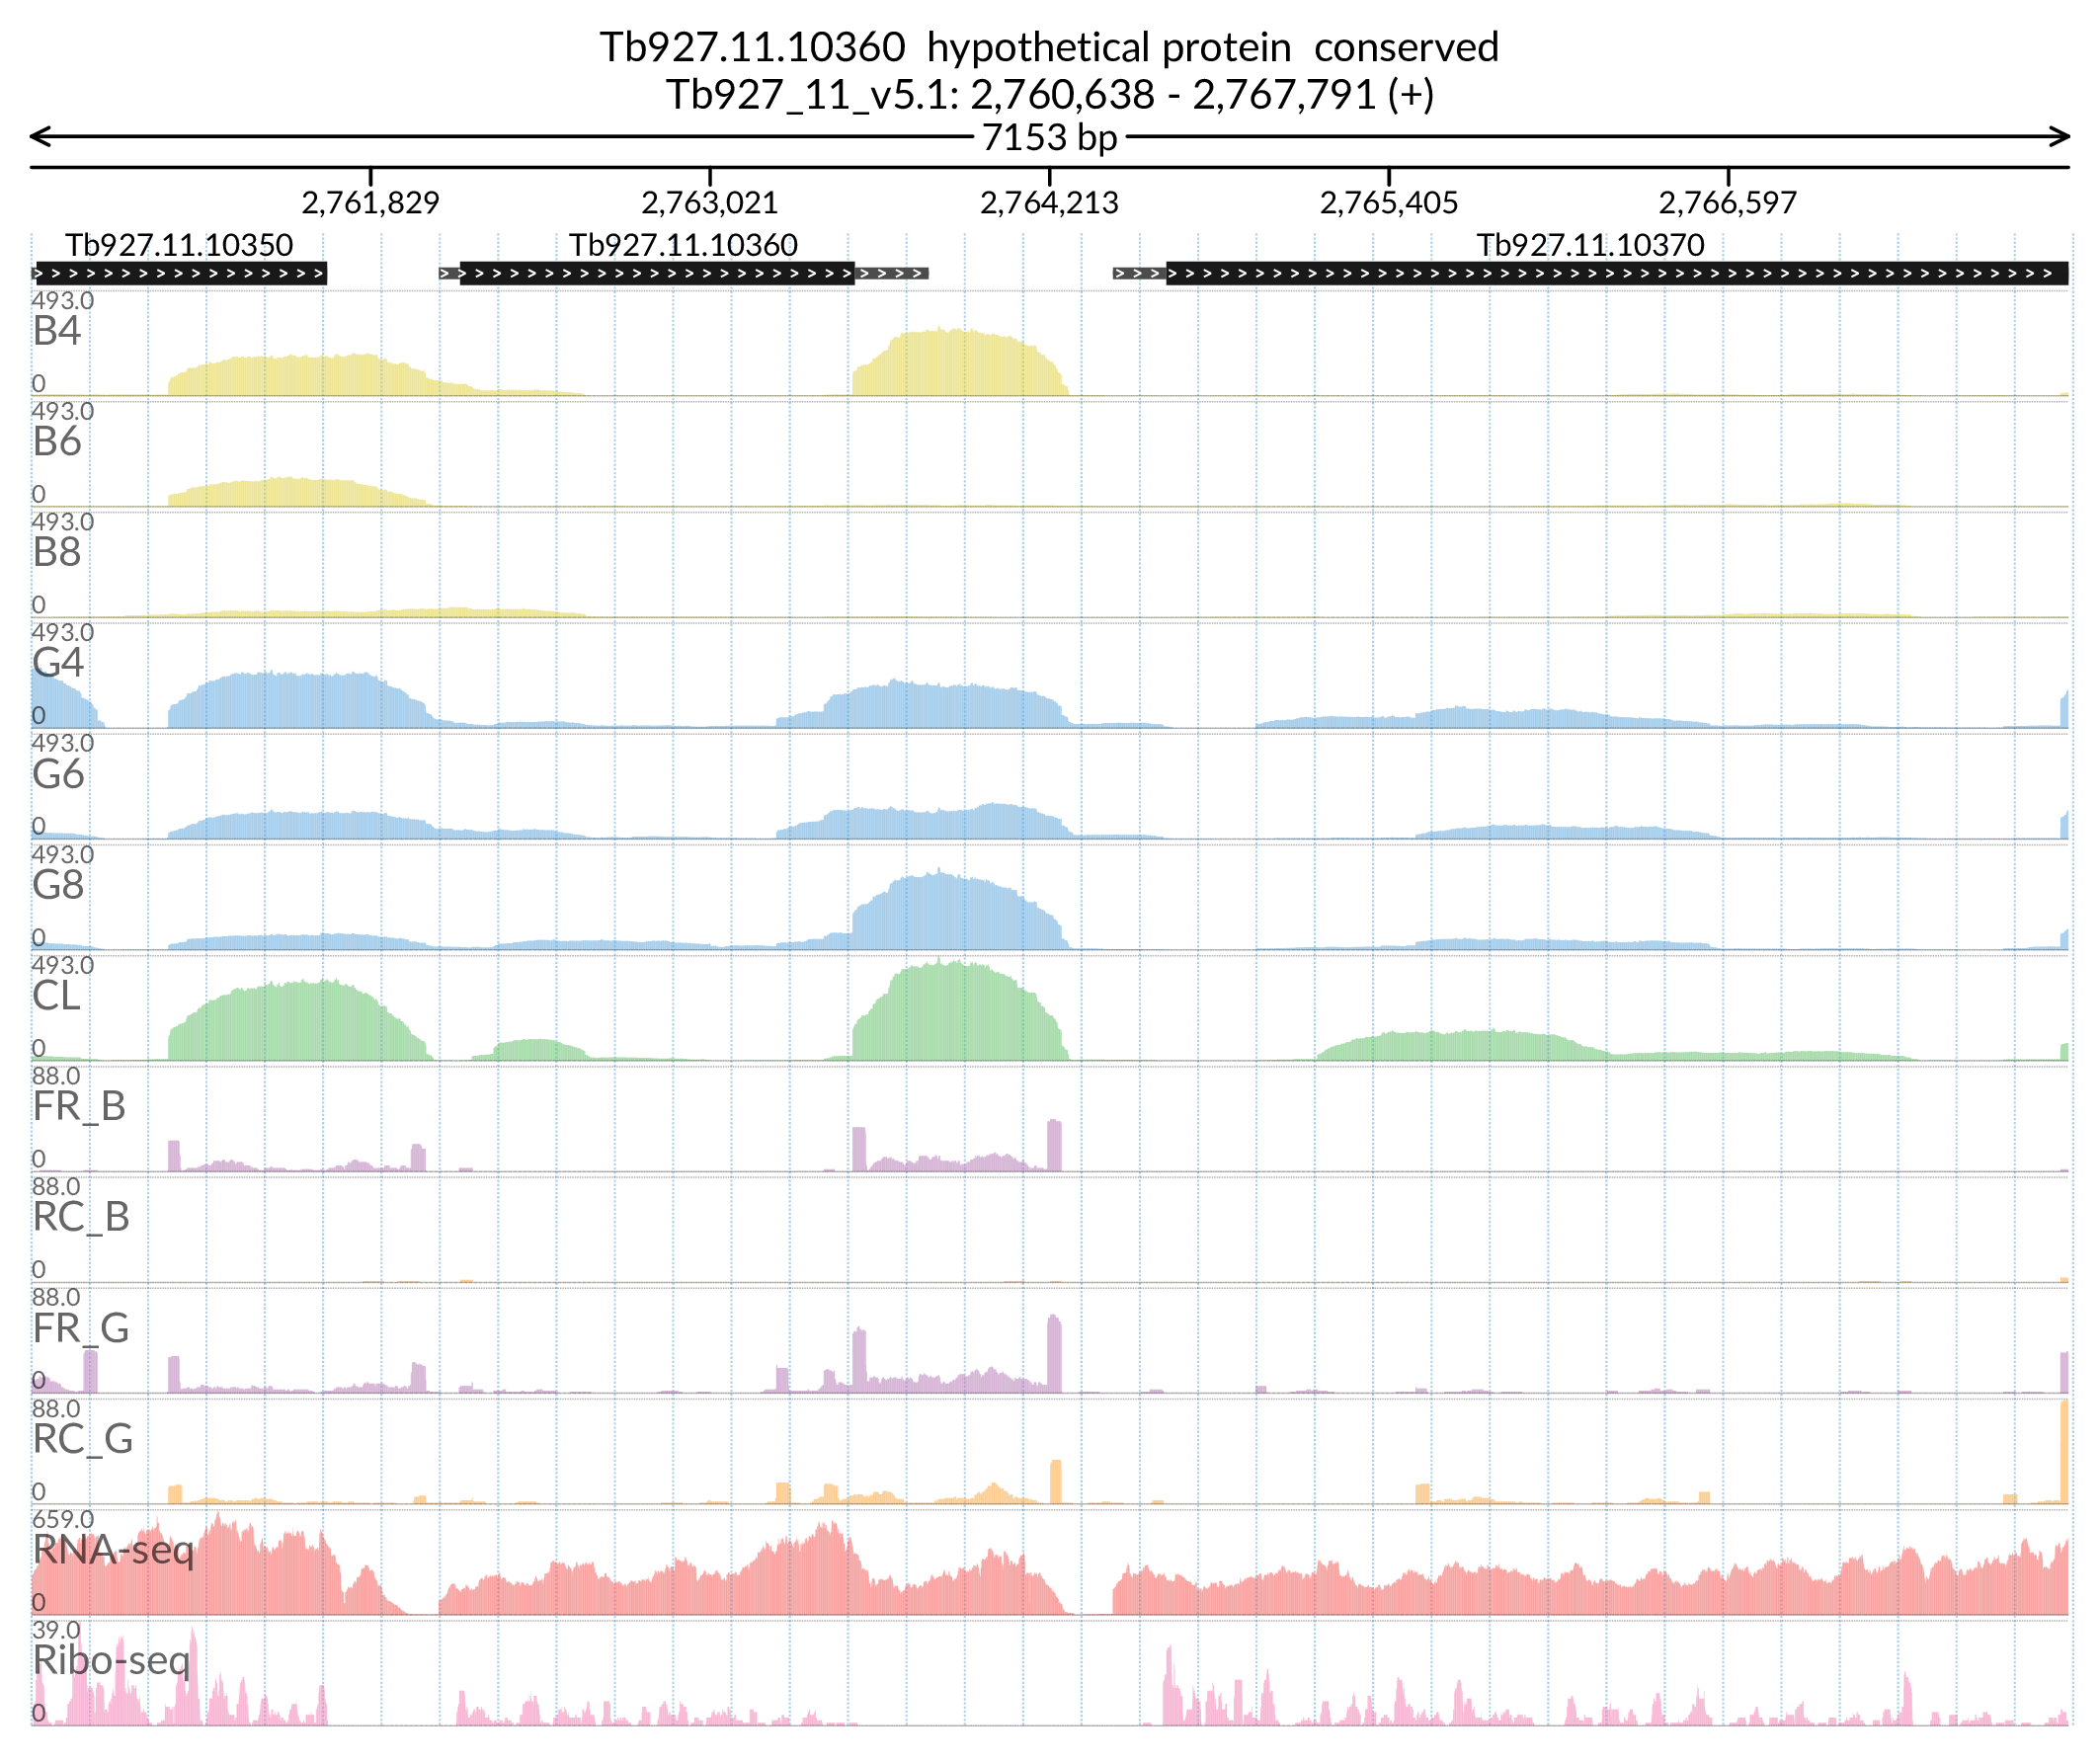 Tb927.11.10360  hypothetical protein  conserved
Tb927_11_v5.1: 2,760,638 - 2,767,791 (+)
7153 bp
2,761,829 2,763,021 2,764,213 2,765,405 2,766,597
Tb927.11.10350 Tb927.11.10360 Tb927.11.10370
493.0
B4
0
493.0
B6
0
493.0
B8
0
493.0
G4
0
493.0
G6
0
493.0
G8
0
493.0
CL
0
88.0
FR_B
0
88.0
RC_B
0
88.0
FR_G
0
88.0
RC_G
0
659.0
RNA-seq
0
39.0
Ribo-seq
0